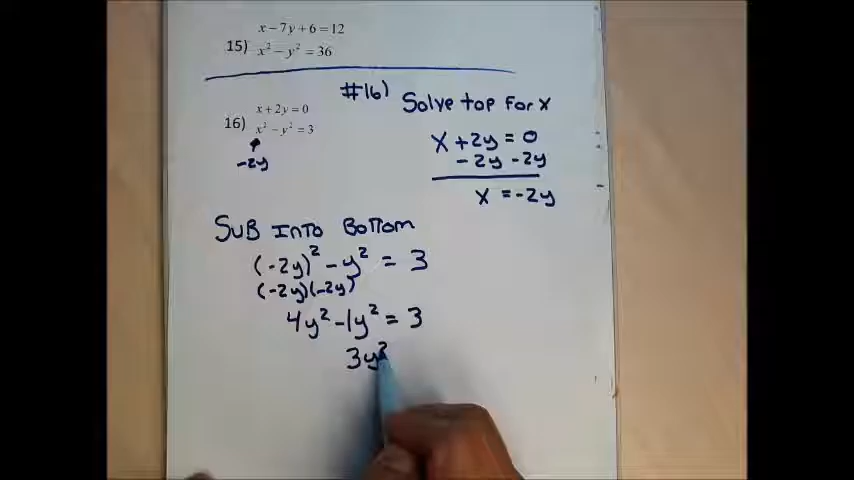 x − 7y + 6 = 12
15) x² − y² = 36
#16) Solve top For x
x + 2y = 0
16) x² − y² = 3
-2y
x + 2y = 0
- 2y - 2y
x = -2y
SUB INTO BOTTOM
(-2y)² - y² = 3
(-2y)(-2y)
4y² - 1y² = 3
3y²